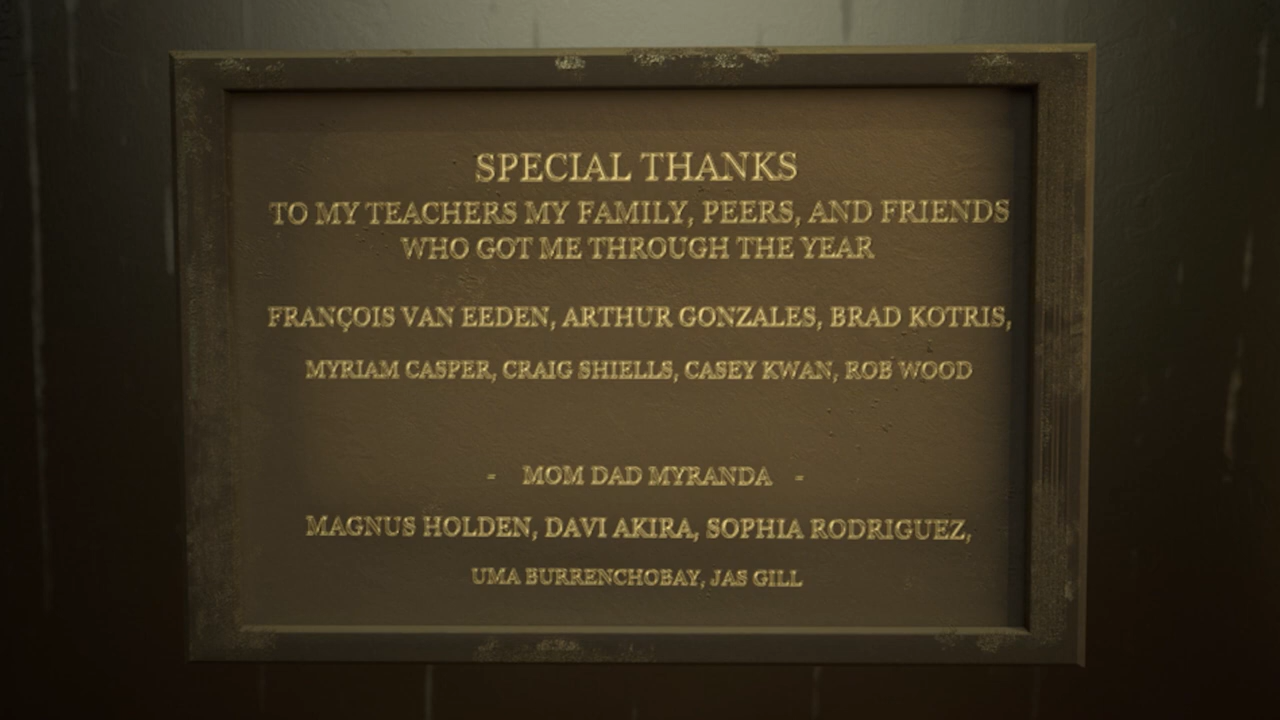 SPECIAL THANKS
TO MY TEACHERS MY FAMILY, PEERS, AND FRIENDS
WHO GOT ME THROUGH THE YEAR
FRANÇOIS VAN EEDEN, ARTHUR GONZALES, BRAD KOTRIS,
MYRIAM CASPER, CRAIG SHIELLS, CASEY KWAN, ROB WOOD
- MOM DAD MYRANDA -
MAGNUS HOLDEN, DAVI AKIRA, SOPHIA RODRIGUEZ,
UMA BURRENCHOBAY, JAS GILL